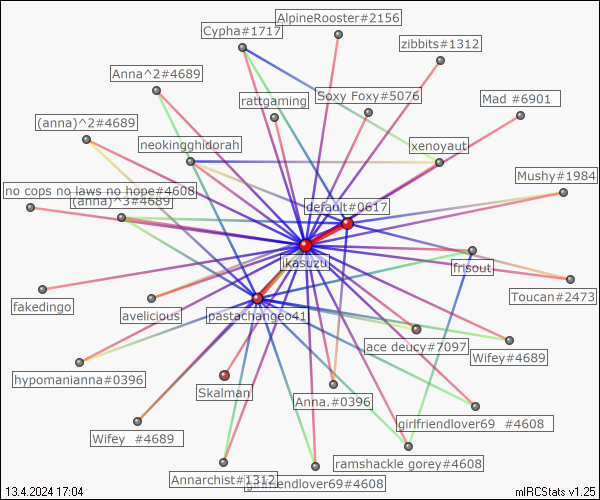 AlpineRooster#2156
Cypha#1717
zibbits#1312
Anna^2#4689
rattgaming
Soxy Foxy#5076
Mad #6901
(anna)^2#4689
neokingghidorah
xenoyaut
Mushy#1984
no cops no laws no hope#4608
(anna)^3#4689
default#0617
ikasuzu
frisout
Toucan#2473
fakedingo
avelicious
pastachangeo41
ace deucy#7097
Wifey#4689
hypomanianna#0396
Skalman
Anna.#0396
girlfriendlover69 #4608
Wifey #4689
ramshackle gorey#4608
Annarchist#1312
girlfriendlover69#4608
13.4.2024 17:04
mIRCStats v1.25